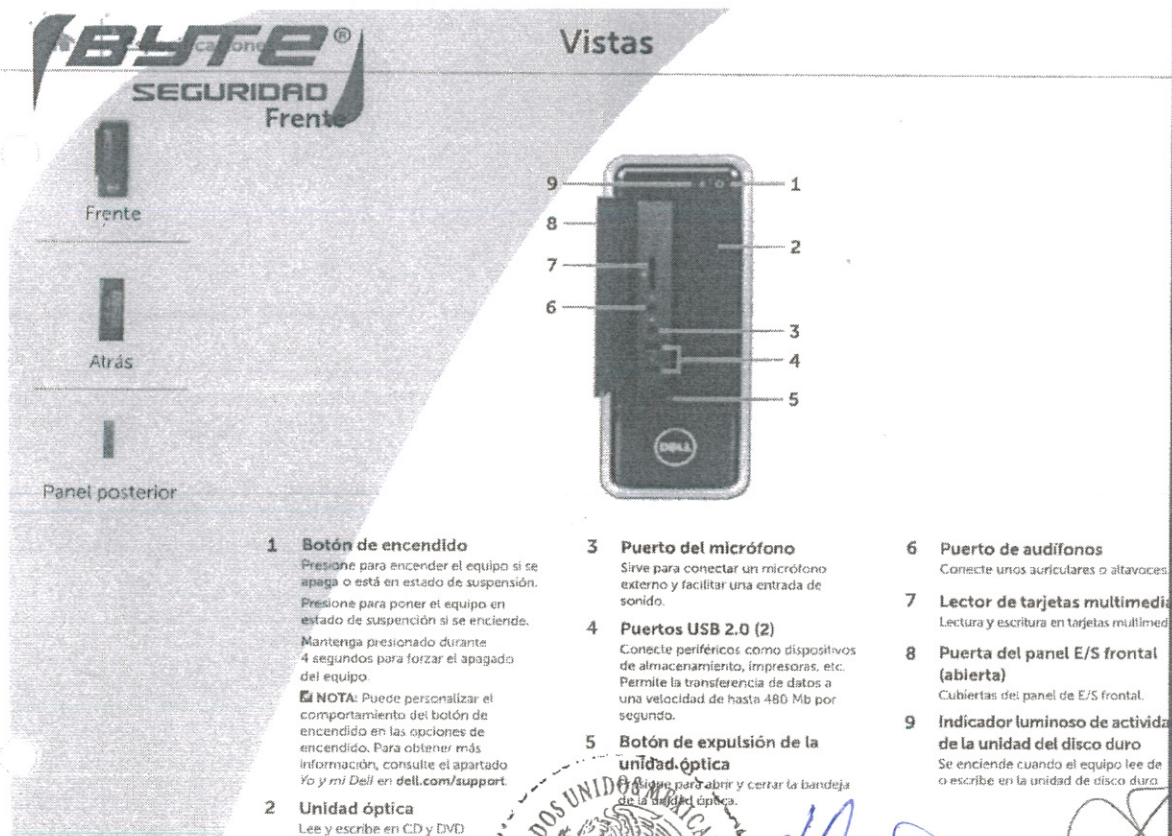 BYTE®
SEGURIDAD
Vistas
Frente
Frente
Atrás
Panel posterior
9
1
8
2
7
6
3
4
5
DELL
1 Botón de encendido
Presione para encender el equipo si se
apaga o está en estado de suspensión.
Presione para poner el equipo en
estado de suspención si se enciende.
Mantenga presionado durante
4 segundos para forzar el apagado
del equipo.
NOTA: Puede personalizar el
comportamiento del botón de
encendido en las opciones de
encendido. Para obtener más
información, consulte el apartado
Yo y mi Dell en dell.com/support.
2 Unidad óptica
Lee y escribe en CD y DVD
3 Puerto del micrófono
Sirve para conectar un micrófono
externo y facilitar una entrada de
sonido.
4 Puertos USB 2.0 (2)
Conecte periféricos como dispositivos
de almacenamiento, impresoras, etc.
Permite la transferencia de datos a
una velocidad de hasta 480 Mb por
segundo.
5 Botón de expulsión de la
unidad óptica
Presione para abrir y cerrar la bandeja
de la unidad óptica.
UNIDOS
6 Puerto de audífonos
Conecte unos auriculares o altavoces.
7 Lector de tarjetas multimedia
Lectura y escritura en tarjetas multimed
8 Puerta del panel E/S frontal
(abierta)
Cubiertas del panel de E/S frontal.
9 Indicador luminoso de activida
de la unidad del disco duro
Se enciende cuando el equipo lee de
o escribe en la unidad de disco duro